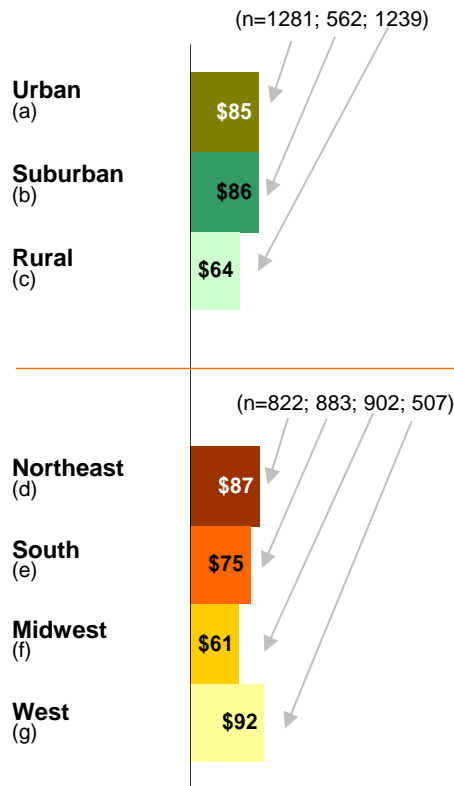 (n=1281; 562; 1239)
Urban
(a)
$85
Suburban
(b)
$86
Rural
(c)
$64
(n=822; 883; 902; 507)
Northeast
(d)
$87
South
(e)
$75
Midwest
(f)
$61
West
(g)
$92